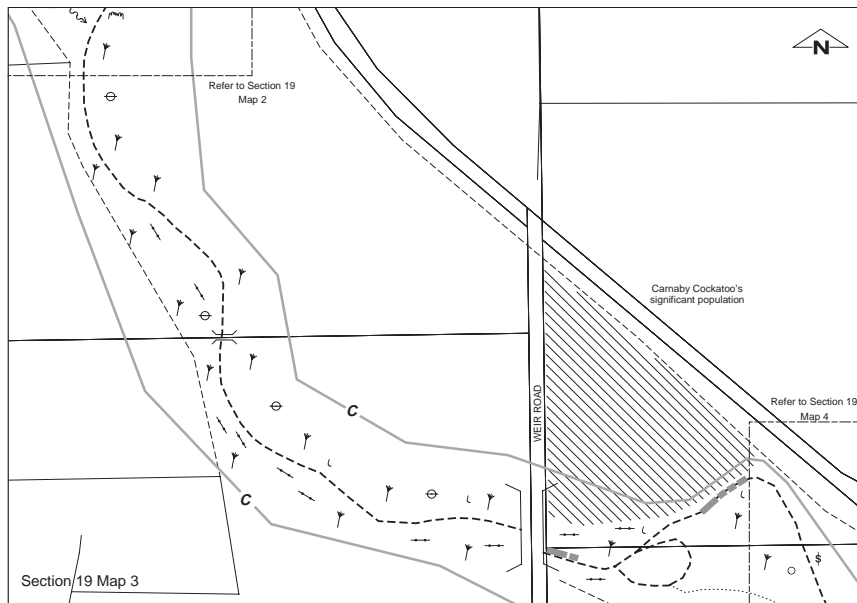 N
Refer to Section 19
Map 2
Carnaby Cockatoo's
significant population
Refer to Section 19
Map 4
WEIR ROAD
C
C
$
Section 19 Map 3